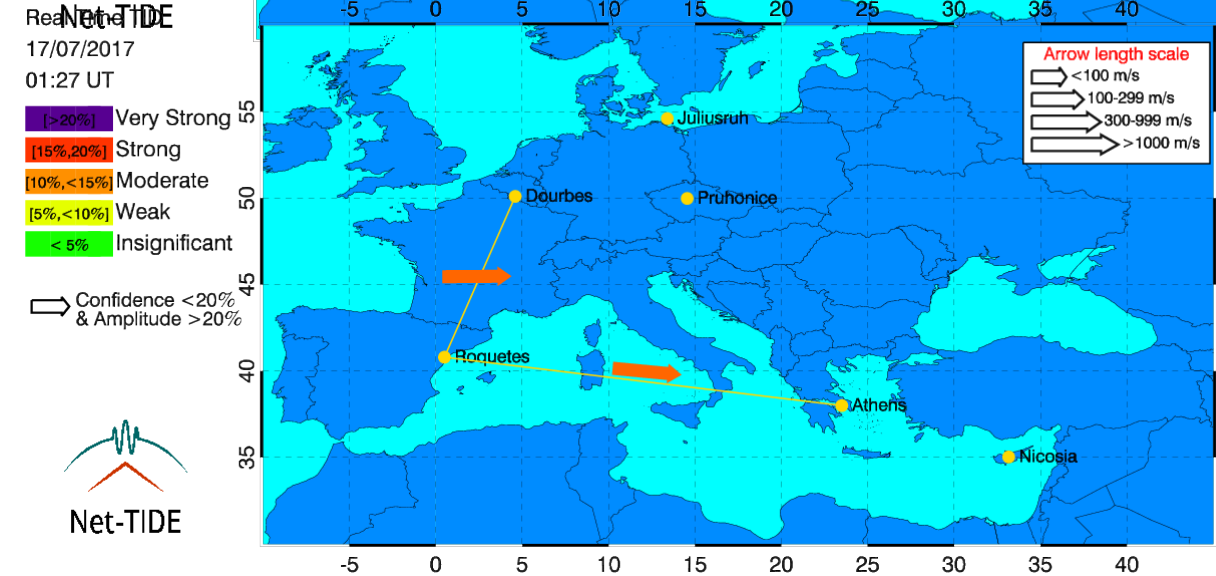 Real Time TID
Net-TIDE
17/07/2017
01:27 UT
[>20%] Very Strong
[15%,20%] Strong
[10%,<15%] Moderate
[5%,<10%] Weak
< 5% Insignificant
Confidence <20%
& Amplitude >20%
Net-TIDE
-5 0 5 10 15 20 25 30 35 40
55
50
45
40
35
Arrow length scale
<100 m/s
100-299 m/s
300-999 m/s
>1000 m/s
Juliusruh
Dourbes
Pruhonice
Roquetes
Athens
Nicosia
-5 0 5 10 15 20 25 30 35 40